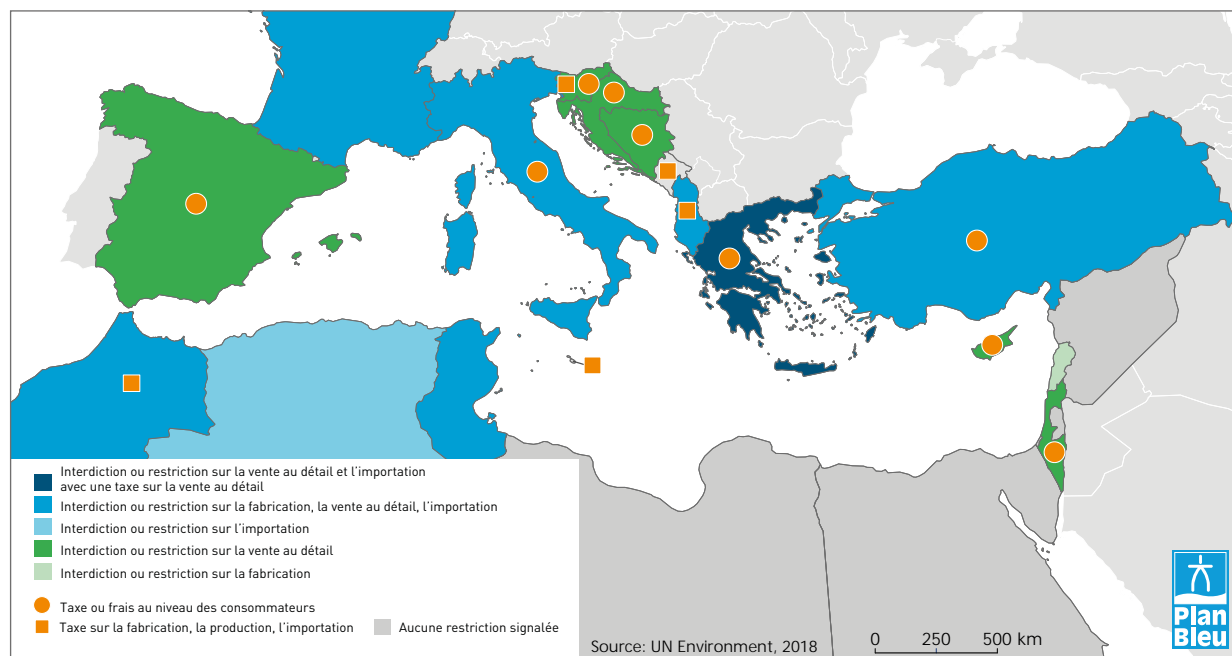 Interdiction ou restriction sur la vente au détail et l'importation
avec une taxe sur la vente au détail
Interdiction ou restriction sur la fabrication, la vente au détail, l'importation
Interdiction ou restriction sur l'importation
Interdiction ou restriction sur la vente au détail
Interdiction ou restriction sur la fabrication
Taxe ou frais au niveau des consommateurs
Taxe sur la fabrication, la production, l'importation
Aucune restriction signalée
Source: UN Environment, 2018
0 250 500 km
Plan
Bleu